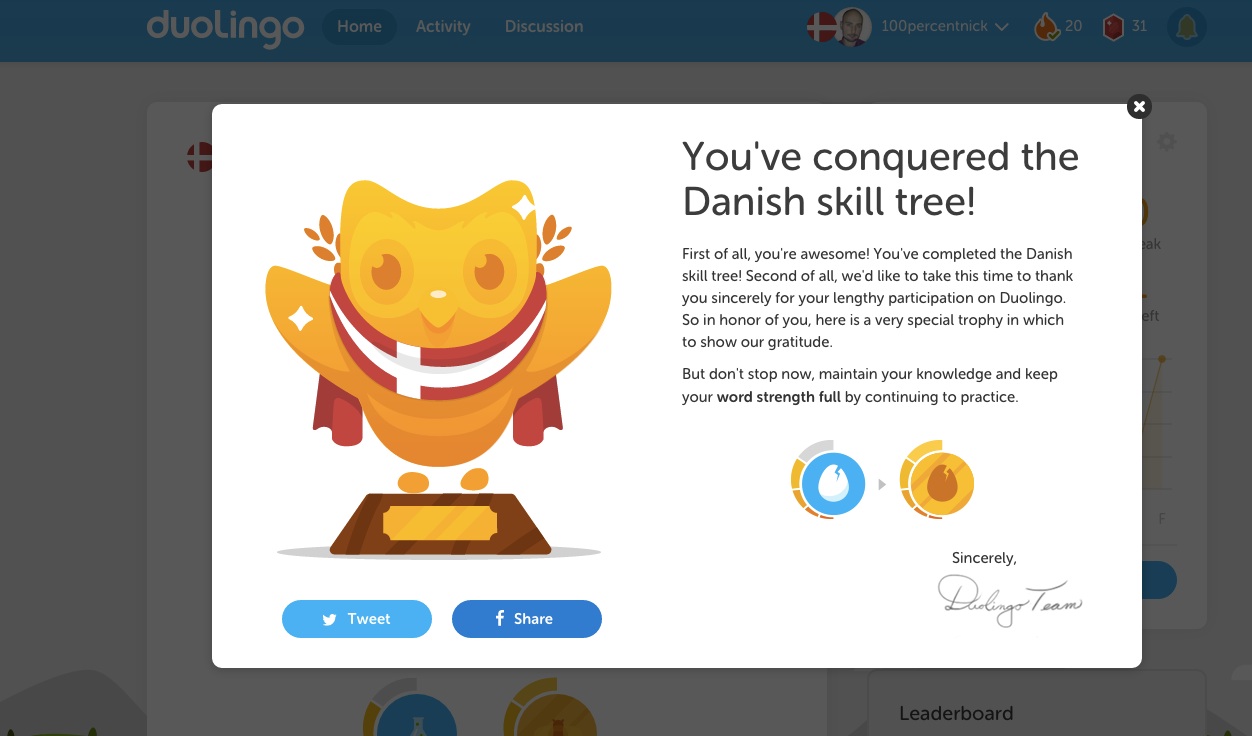 duolingo
Home
Activity
Discussion
100percentnick
20
31
You've conquered the
Danish skill tree!
First of all, you're awesome! You've completed the Danish
skill tree! Second of all, we'd like to take this time to thank
you sincerely for your lengthy participation on Duolingo.
So in honor of you, here is a very special trophy in which
to show our gratitude.
But don't stop now, maintain your knowledge and keep
your word strength full by continuing to practice.
Sincerely,
Duolingo Team
Tweet
f Share
eak
eft
F
Leaderboard